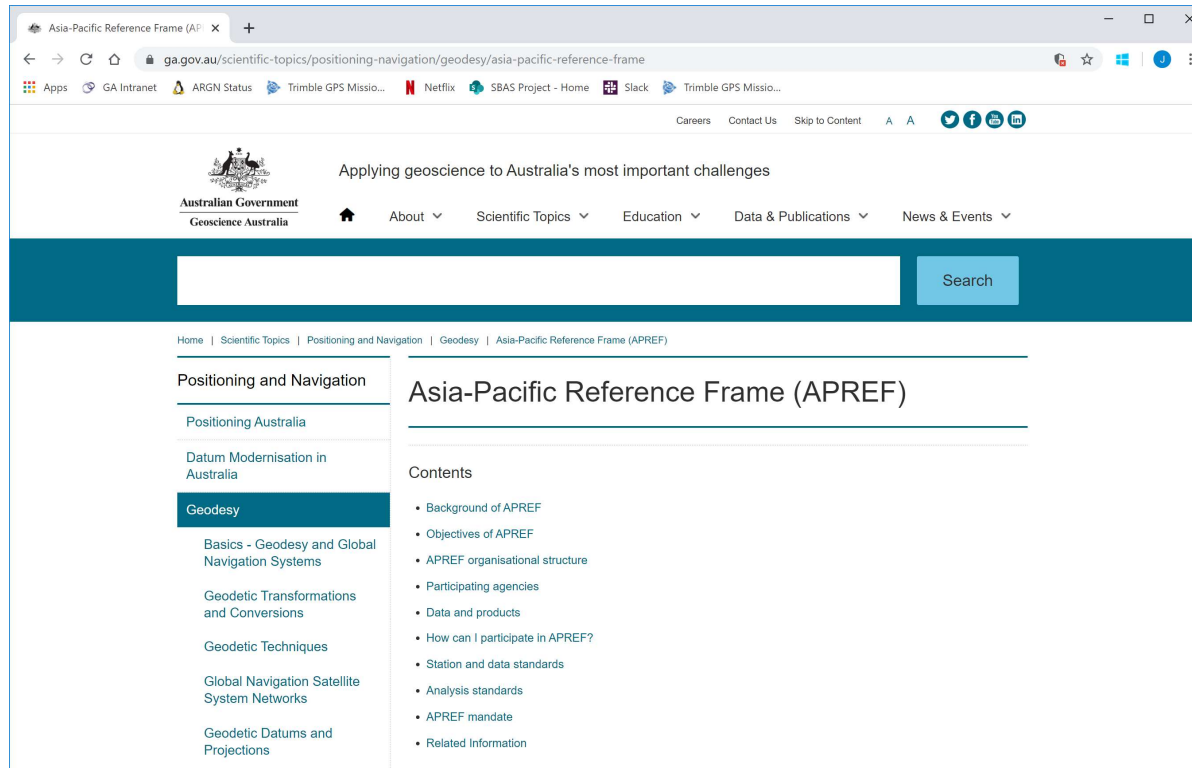 Asia-Pacific Reference Frame (AP
ga.gov.au/scientific-topics/positioning-navigation/geodesy/asia-pacific-reference-frame
J
Apps GA Intranet ARGN Status Trimble GPS Missio... Netflix SBAS Project - Home Slack Trimble GPS Missio...
Careers Contact Us Skip to Content A A
Applying geoscience to Australia's most important challenges
Australian Government
Geoscience Australia
About Scientific Topics Education Data & Publications News & Events
Search
Home | Scientific Topics | Positioning and Navigation | Geodesy | Asia-Pacific Reference Frame (APREF)
Positioning and Navigation
Positioning Australia
Datum Modernisation in
Australia
Geodesy
Basics - Geodesy and Global
Navigation Systems
Geodetic Transformations
and Conversions
Geodetic Techniques
Global Navigation Satellite
System Networks
Geodetic Datums and
Projections
Asia-Pacific Reference Frame (APREF)
Contents
• Background of APREF
• Objectives of APREF
• APREF organisational structure
• Participating agencies
• Data and products
• How can I participate in APREF?
• Station and data standards
• Analysis standards
• APREF mandate
• Related Information